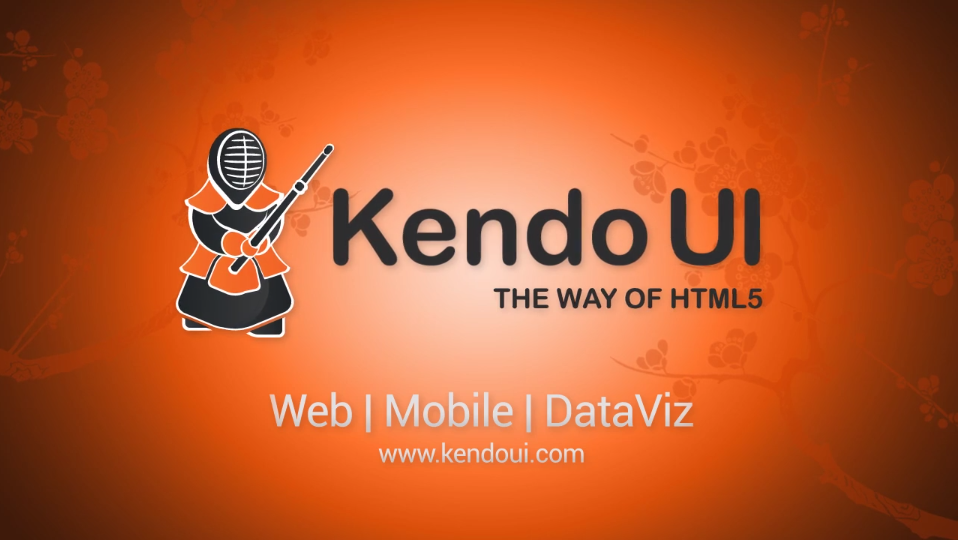 Kendo UI
THE WAY OF HTML5
Web | Mobile | DataViz
www.kendoui.com